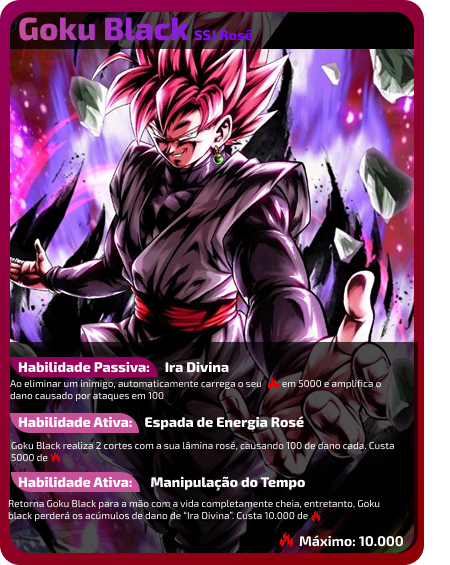 Goku Black SSJ Rosé
Habilidade Passiva: Ira Divina
Ao eliminar um inimigo, automaticamente carrega o seu em 5000 e amplifica o
dano causado por ataques em 100
Habilidade Ativa: Espada de Energia Rosé
Goku Black realiza 2 cortes com a sua lâmina rosé, causando 100 de dano cada. Custa
5000 de
Habilidade Ativa: Manipulação do Tempo
Retorna Goku Black para a mão com a vida completamente cheia, entretanto, Goku
black perderá os acúmulos de dano de "Ira Divina". Custa 10.000 de
Máximo: 10.000